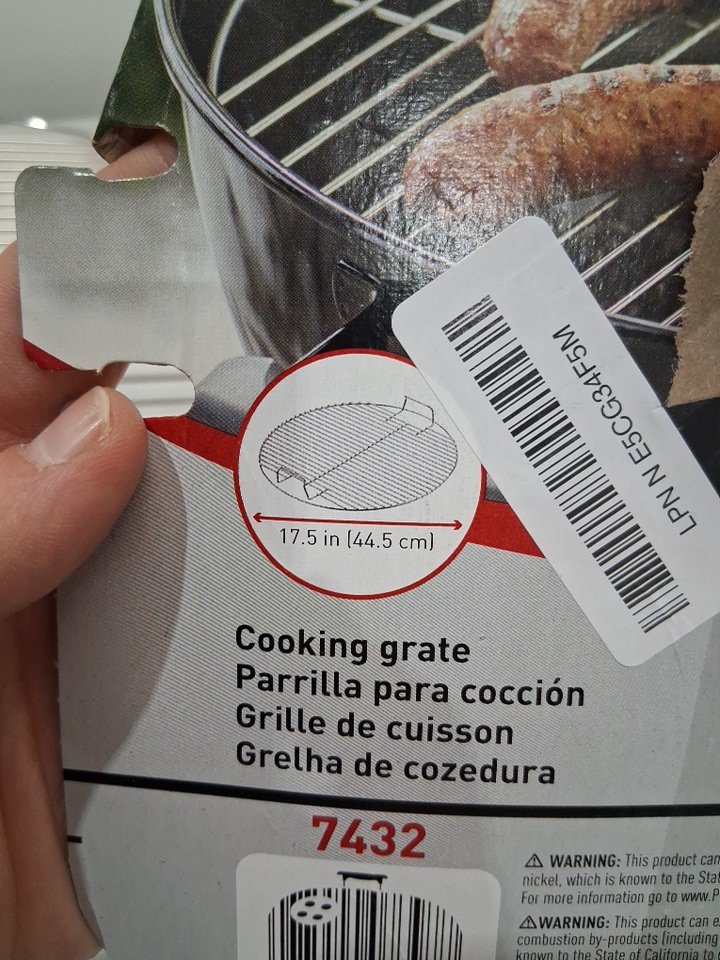 LPN N E5CG34F5M
17.5 in (44.5 cm)
Cooking grate
Parrilla para cocción
Grille de cuisson
Grelha de cozedura
7432
⚠ WARNING: This product can
nickel, which is known to the
For more information go to www.P
⚠ WARNING: This product can
combustion by-products (including
known to the State of California to